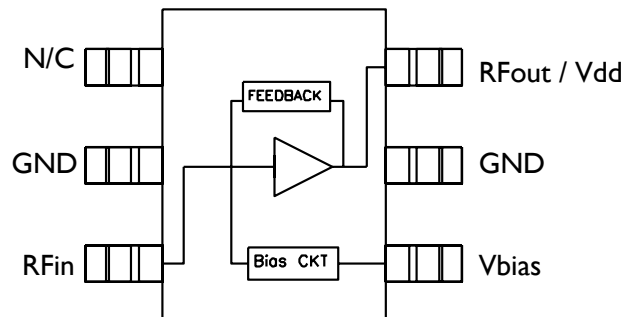 N/C
RFout / Vdd
FEEDBACK
GND
GND
RFin
Bias CKT
Vbias